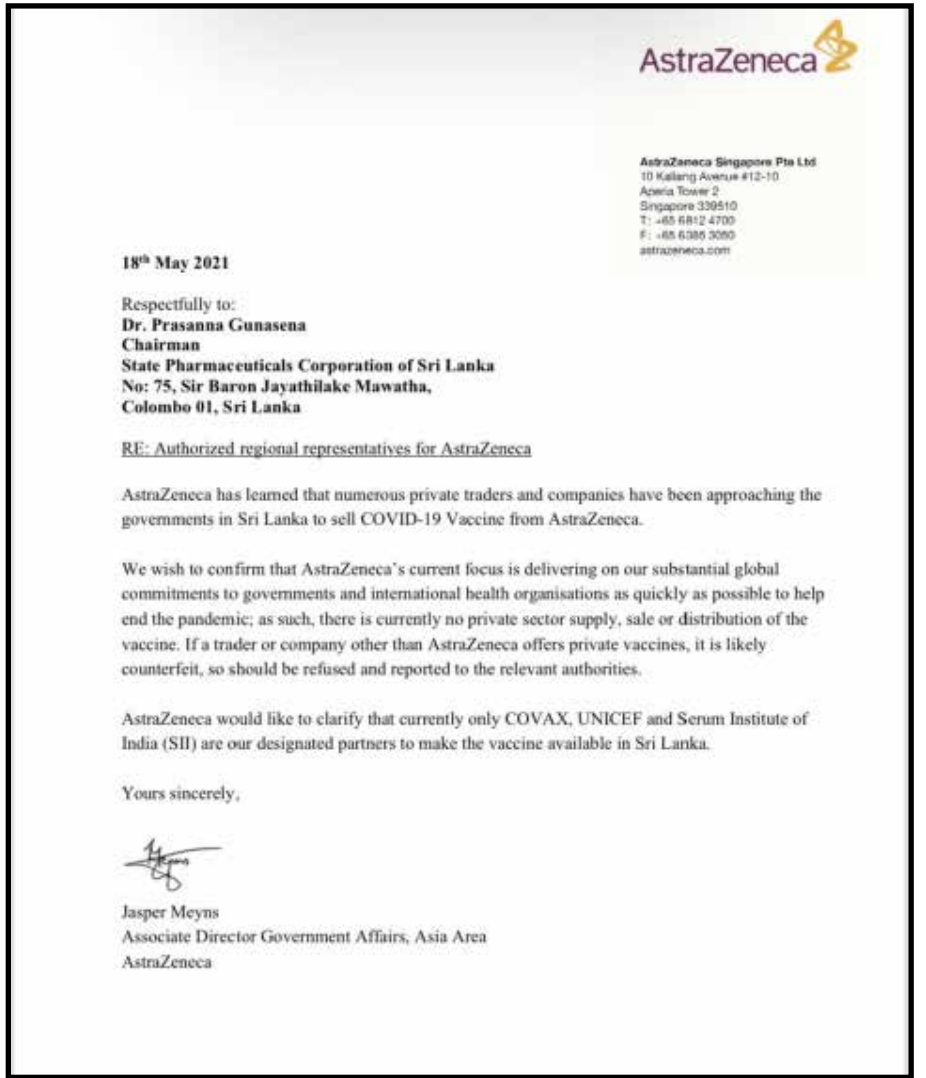 AstraZeneca
AstraZeneca Singapore Pte Ltd
10 Kallang Avenue #12-10
Aperia Tower 2
Singapore 339510
T: +65 6812 4700
F: +65 6386 3080
astrazeneca.com
18th May 2021
Respectfully to:
Dr. Prasanna Gunasena
Chairman
State Pharmaceuticals Corporation of Sri Lanka
No: 75, Sir Baron Jayathilake Mawatha,
Colombo 01, Sri Lanka
RE: Authorized regional representatives for AstraZeneca
AstraZeneca has learned that numerous private traders and companies have been approaching the
governments in Sri Lanka to sell COVID-19 Vaccine from AstraZeneca.
We wish to confirm that AstraZeneca's current focus is delivering on our substantial global
commitments to governments and international health organisations as quickly as possible to help
end the pandemic; as such, there is currently no private sector supply, sale or distribution of the
vaccine. If a trader or company other than AstraZeneca offers private vaccines, it is likely
counterfeit, so should be refused and reported to the relevant authorities.
AstraZeneca would like to clarify that currently only COVAX, UNICEF and Serum Institute of
India (SII) are our designated partners to make the vaccine available in Sri Lanka.
Yours sincerely,
Jasper Meyns
Associate Director Government Affairs, Asia Area
AstraZeneca